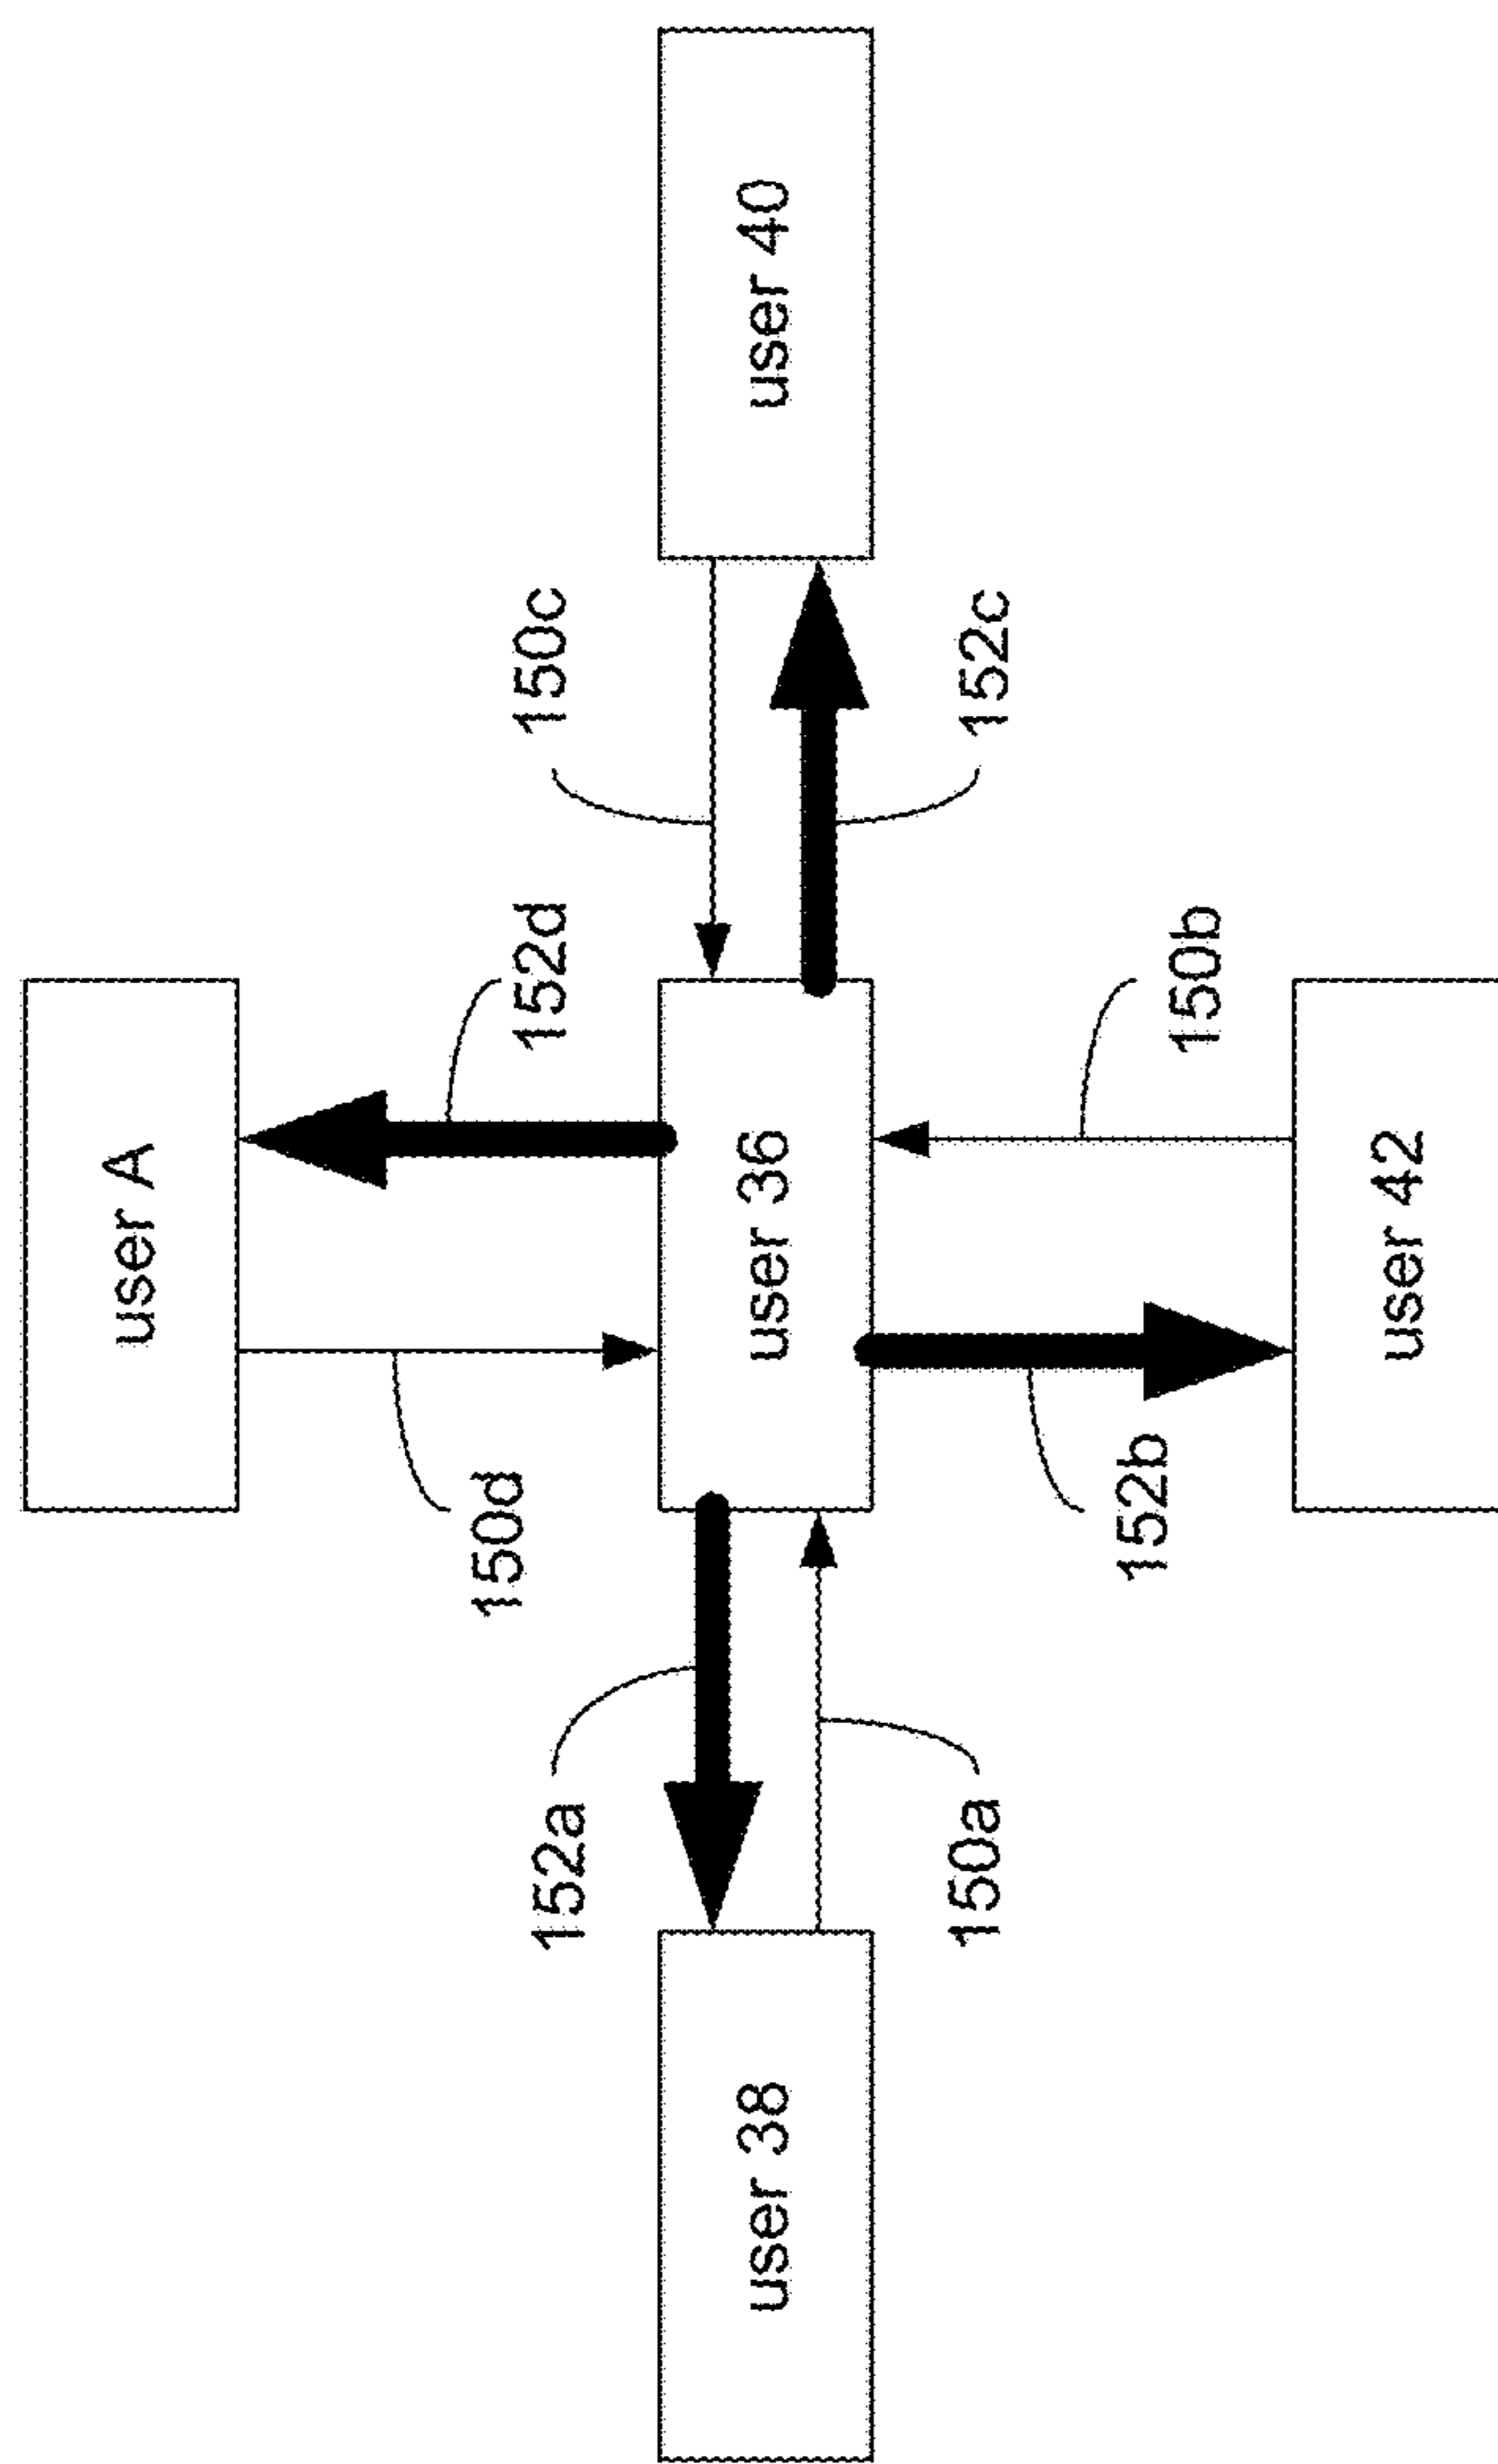 user A
152a
150d
152d
150c
user 38
user 36
user 40
150a
152c
152b
150b
user 42